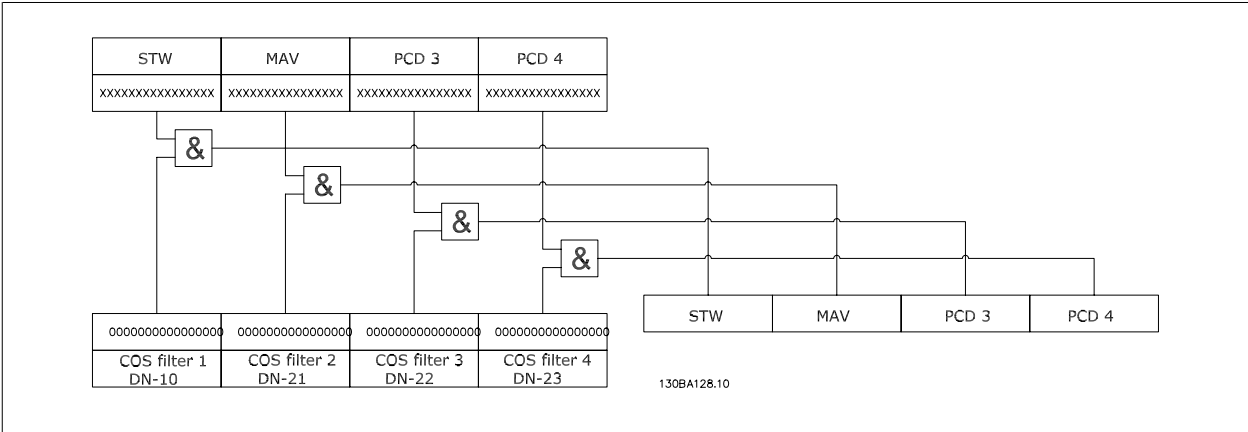 STW MAV PCD 3 PCD 4
XXXXXXXXXXXXXXXX XXXXXXXXXXXXXXXX XXXXXXXXXXXXXXXX XXXXXXXXXXXXXXXX
&
&
&
&
STW MAV PCD 3 PCD 4
0000000000000000 0000000000000000 0000000000000000 0000000000000000
COS filter 1 COS filter 2 COS filter 3 COS filter 4
DN-10 DN-21 DN-22 DN-23
130BA128.10